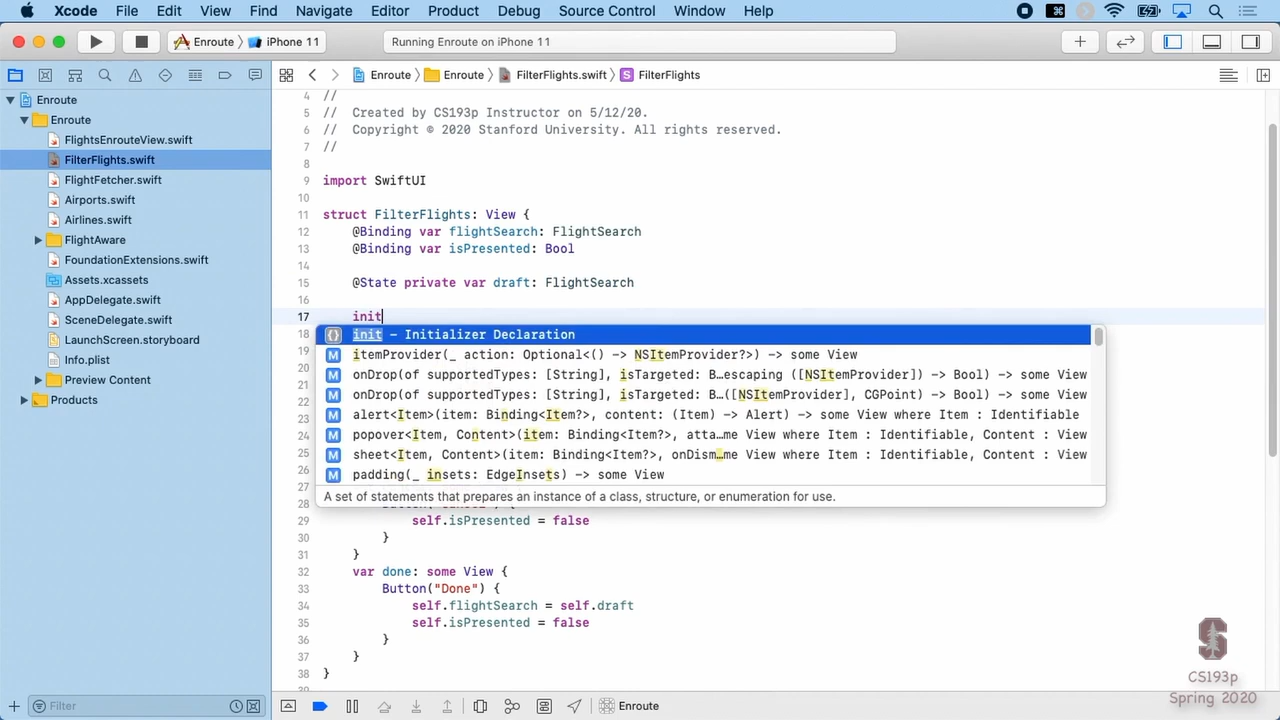 Xcode File Edit View Find Navigate Editor Product Debug Source Control Window Help
Enroute iPhone 11 Running Enroute on iPhone 11
Enroute Enroute FilterFlights.swift S FilterFlights
Enroute
Enroute
FlightsEnrouteView.swift
FilterFlights.swift
FlightFetcher.swift
Airports.swift
Airlines.swift
FlightAware
FoundationExtensions.swift
Assets.xcassets
AppDelegate.swift
SceneDelegate.swift
LaunchScreen.storyboard
Info.plist
Preview Content
Products
Filter
4 //
5 // Created by CS193p Instructor on 5/12/20.
6 // Copyright © 2020 Stanford University. All rights reserved.
7 //
8
9 import SwiftUI
10
11 struct FilterFlights: View {
12 @Binding var flightSearch: FlightSearch
13 @Binding var isPresented: Bool
14
15 @State private var draft: FlightSearch
16
17 init
18 {} init – Initializer Declaration
19 M itemProvider(_ action: Optional<() -> NSItemProvider?>) -> some View
20 M onDrop(of supportedTypes: [String], isTargeted: B…escaping ([NSItemProvider]) -> Bool) -> some View
21
22 M onDrop(of supportedTypes: [String], isTargeted: B…([NSItemProvider], CGPoint) -> Bool) -> some View
23 M alert<Item>(item: Binding<Item?>, content: (Item) -> Alert) -> some View where Item : Identifiable
24 M popover<Item, Content>(item: Binding<Item?>, atta…me View where Item : Identifiable, Content : View
25 M sheet<Item, Content>(item: Binding<Item?>, onDism…me View where Item : Identifiable, Content : View
26 M padding(_ insets: EdgeInsets) -> some View
27 A set of statements that prepares an instance of a class, structure, or enumeration for use.
28
29 self.isPresented = false
30 }
31 }
32 var done: some View {
33 Button("Done") {
34 self.flightSearch = self.draft
35 self.isPresented = false
36 }
37 }
38 }
Enroute
S
CS193p
Spring 2020